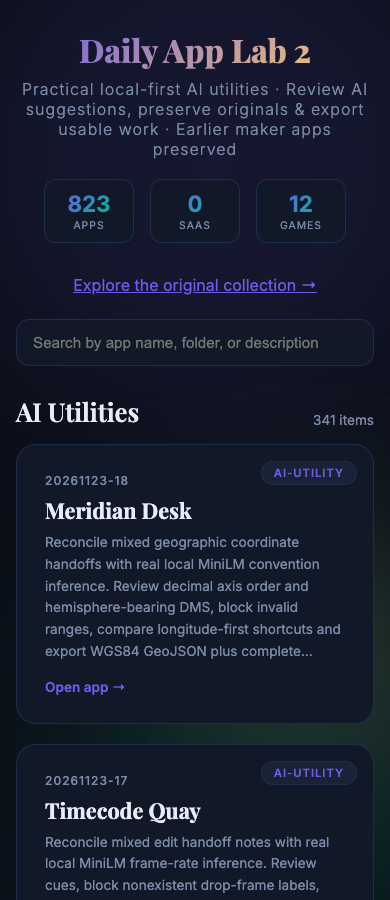 Daily App Lab 2
Practical local-first AI utilities · Review AI
suggestions, preserve originals & export
usable work · Earlier maker apps
preserved
823
APPS
0
SAAS
12
GAMES
Explore the original collection →
Search by app name, folder, or description
AI Utilities
341 items
20261123-18
AI-UTILITY
Meridian Desk
Reconcile mixed geographic coordinate
handoffs with real local MiniLM convention
inference. Review decimal axis order and
hemisphere-bearing DMS, block invalid
ranges, compare longitude-first shortcuts and
export WGS84 GeoJSON plus complete...
Open app →
20261123-17
AI-UTILITY
Timecode Quay
Reconcile mixed edit handoff notes with real
local MiniLM frame-rate inference. Review
cues, block nonexistent drop-frame labels,